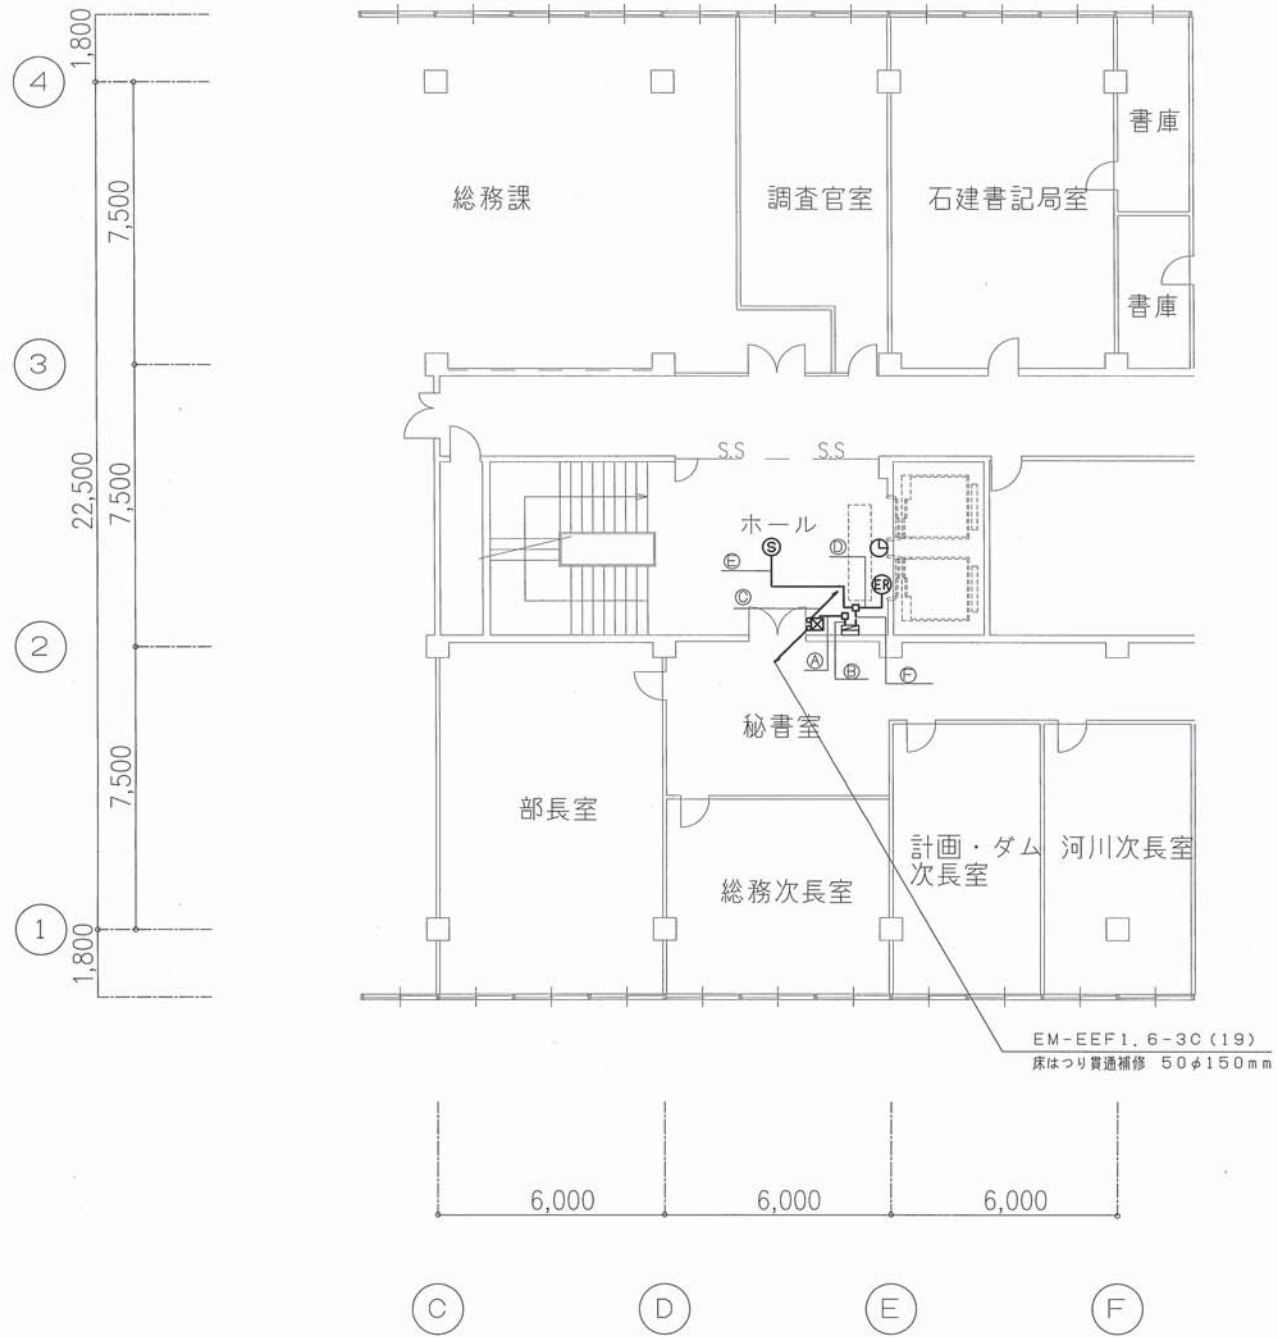 1,800
4
7,500
総務課
調査官室
石建書記局室
書庫
書庫
3
22,500
7,500
S.S
S.S
ホール
S
D
E
ER
C
2
A
B
F
秘書室
7,500
部長室
総務次長室
計画・ダム
次長室
河川次長室
1
1,800
EM-EEF1.6-3C(19)
床はつり貫通補修 50φ150mm
6,000
6,000
6,000
C
D
E
F